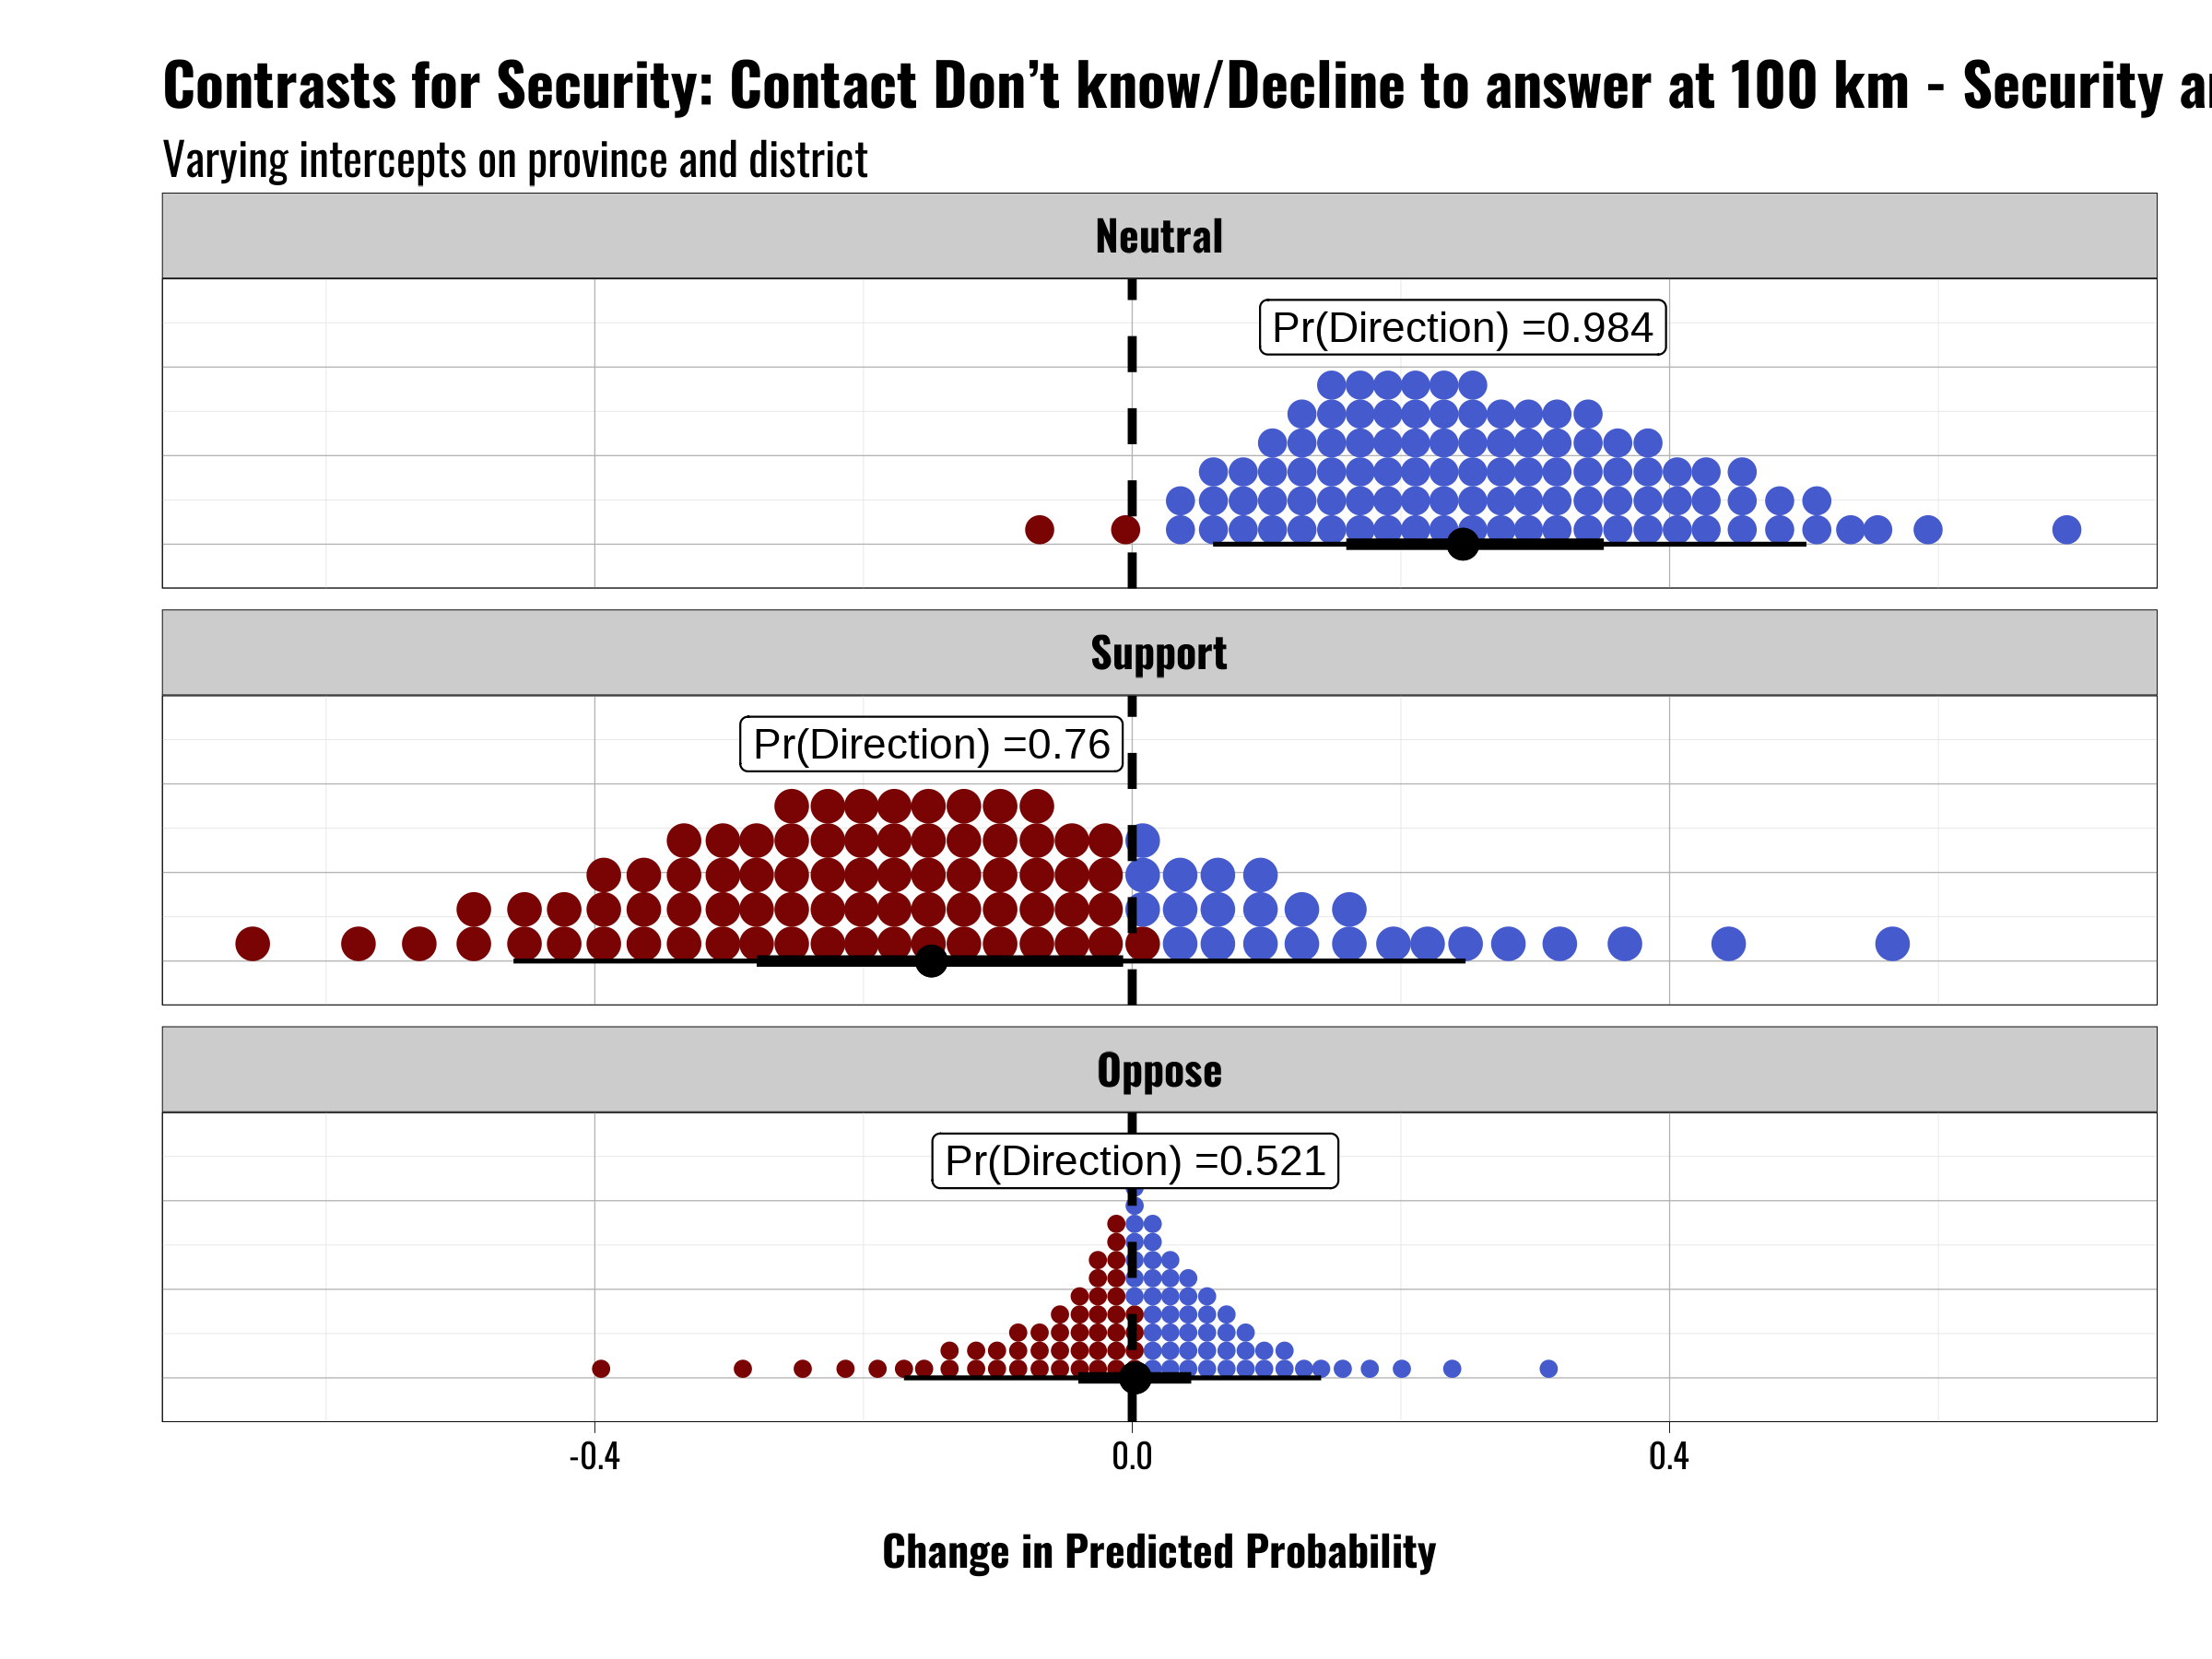 Contrasts for Security: Contact Don’t know/Decline to answer at 100 km - Security
Varying intercepts on province and district
Neutral
Pr(Direction) =0.984
Support
Pr(Direction) =0.76
Oppose
Pr(Direction) =0.521
-0.4 0.0 0.4
Change in Predicted Probability